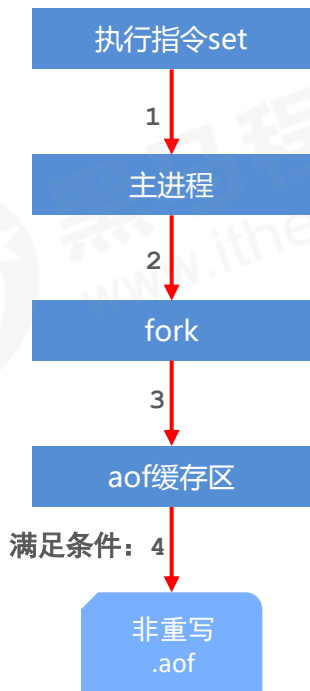 执行指令set
1
主进程
2
fork
3
aof缓存区
满足条件：4
非重写
.aof